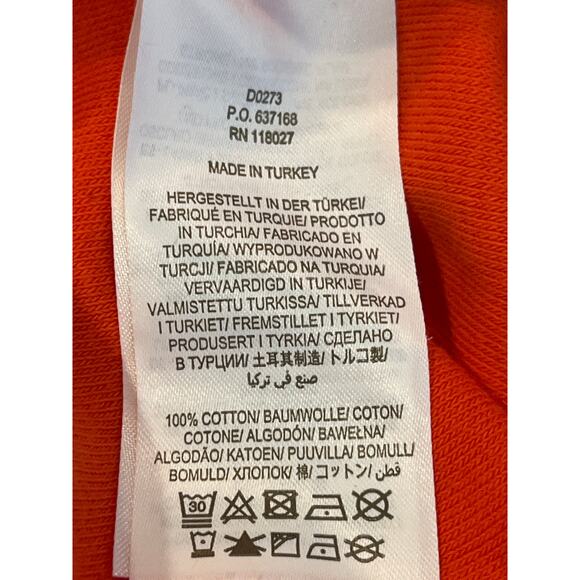 D0273
P.O. 637168
RN 118027
MADE IN TURKEY
HERGESTELLT IN DER TÜRKEI/
FABRIQUÉ EN TURQUIE/ PRODOTTO
IN TURCHIA/ FABRICADO EN
TURQUÍA/ WYPRODUKOWANO W
TURCJI/ FABRICADO NA TURQUIA/
VERVAARDIGD IN TURKIJE/
VALMISTETTU TURKISSA/ TILLVERKAD
I TURKIET/ FREMSTILLET I TYRKIET/
PRODUSERT I TYRKIA/ СДЕЛАНО
В ТУРЦИИ/ 土耳其制造/ トルコ製/
صنع في تركيا
100% COTTON/ BAUMWOLLE/ COTON/
COTONE/ ALGODÓN/ BAWEŁNA/
ALGODÃO/ KATOEN/ PUUVILLA/ BOMULL/
BOMULD/ ХЛОПОК/ 棉/ コットン/ قطن
30